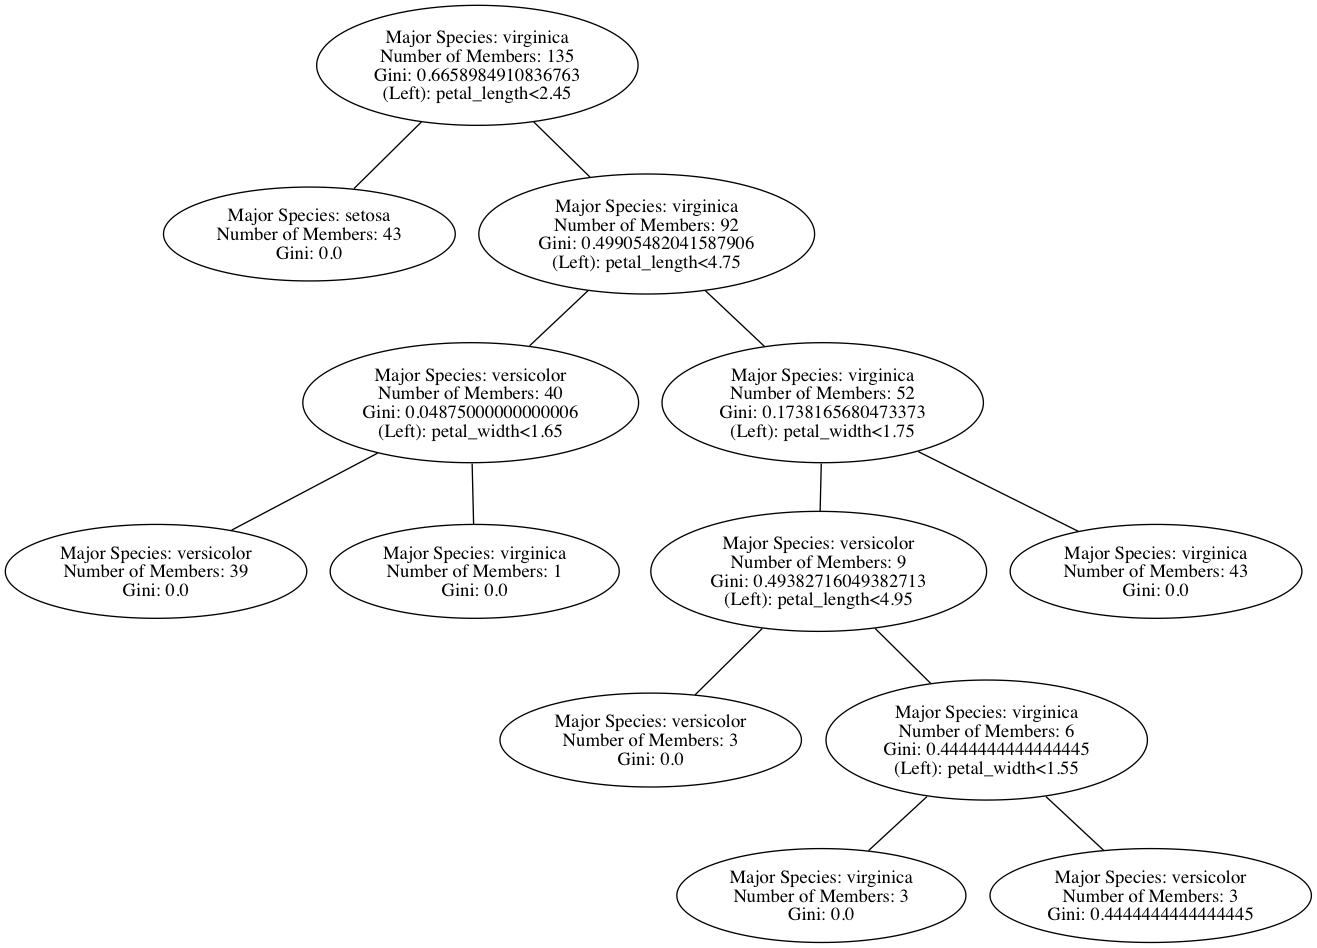 Major Species: virginica
Number of Members: 135
Gini: 0.6658984910836763
(Left): petal_length<2.45
Major Species: setosa
Number of Members: 43
Gini: 0.0
Major Species: virginica
Number of Members: 92
Gini: 0.49905482041587906
(Left): petal_length<4.75
Major Species: versicolor
Number of Members: 40
Gini: 0.04875000000000006
(Left): petal_width<1.65
Major Species: virginica
Number of Members: 52
Gini: 0.1738165680473373
(Left): petal_width<1.75
Major Species: versicolor
Number of Members: 39
Gini: 0.0
Major Species: virginica
Number of Members: 1
Gini: 0.0
Major Species: versicolor
Number of Members: 9
Gini: 0.49382716049382713
(Left): petal_length<4.95
Major Species: virginica
Number of Members: 43
Gini: 0.0
Major Species: versicolor
Number of Members: 3
Gini: 0.0
Major Species: virginica
Number of Members: 6
Gini: 0.4444444444444445
(Left): petal_width<1.55
Major Species: virginica
Number of Members: 3
Gini: 0.0
Major Species: versicolor
Number of Members: 3
Gini: 0.4444444444444445